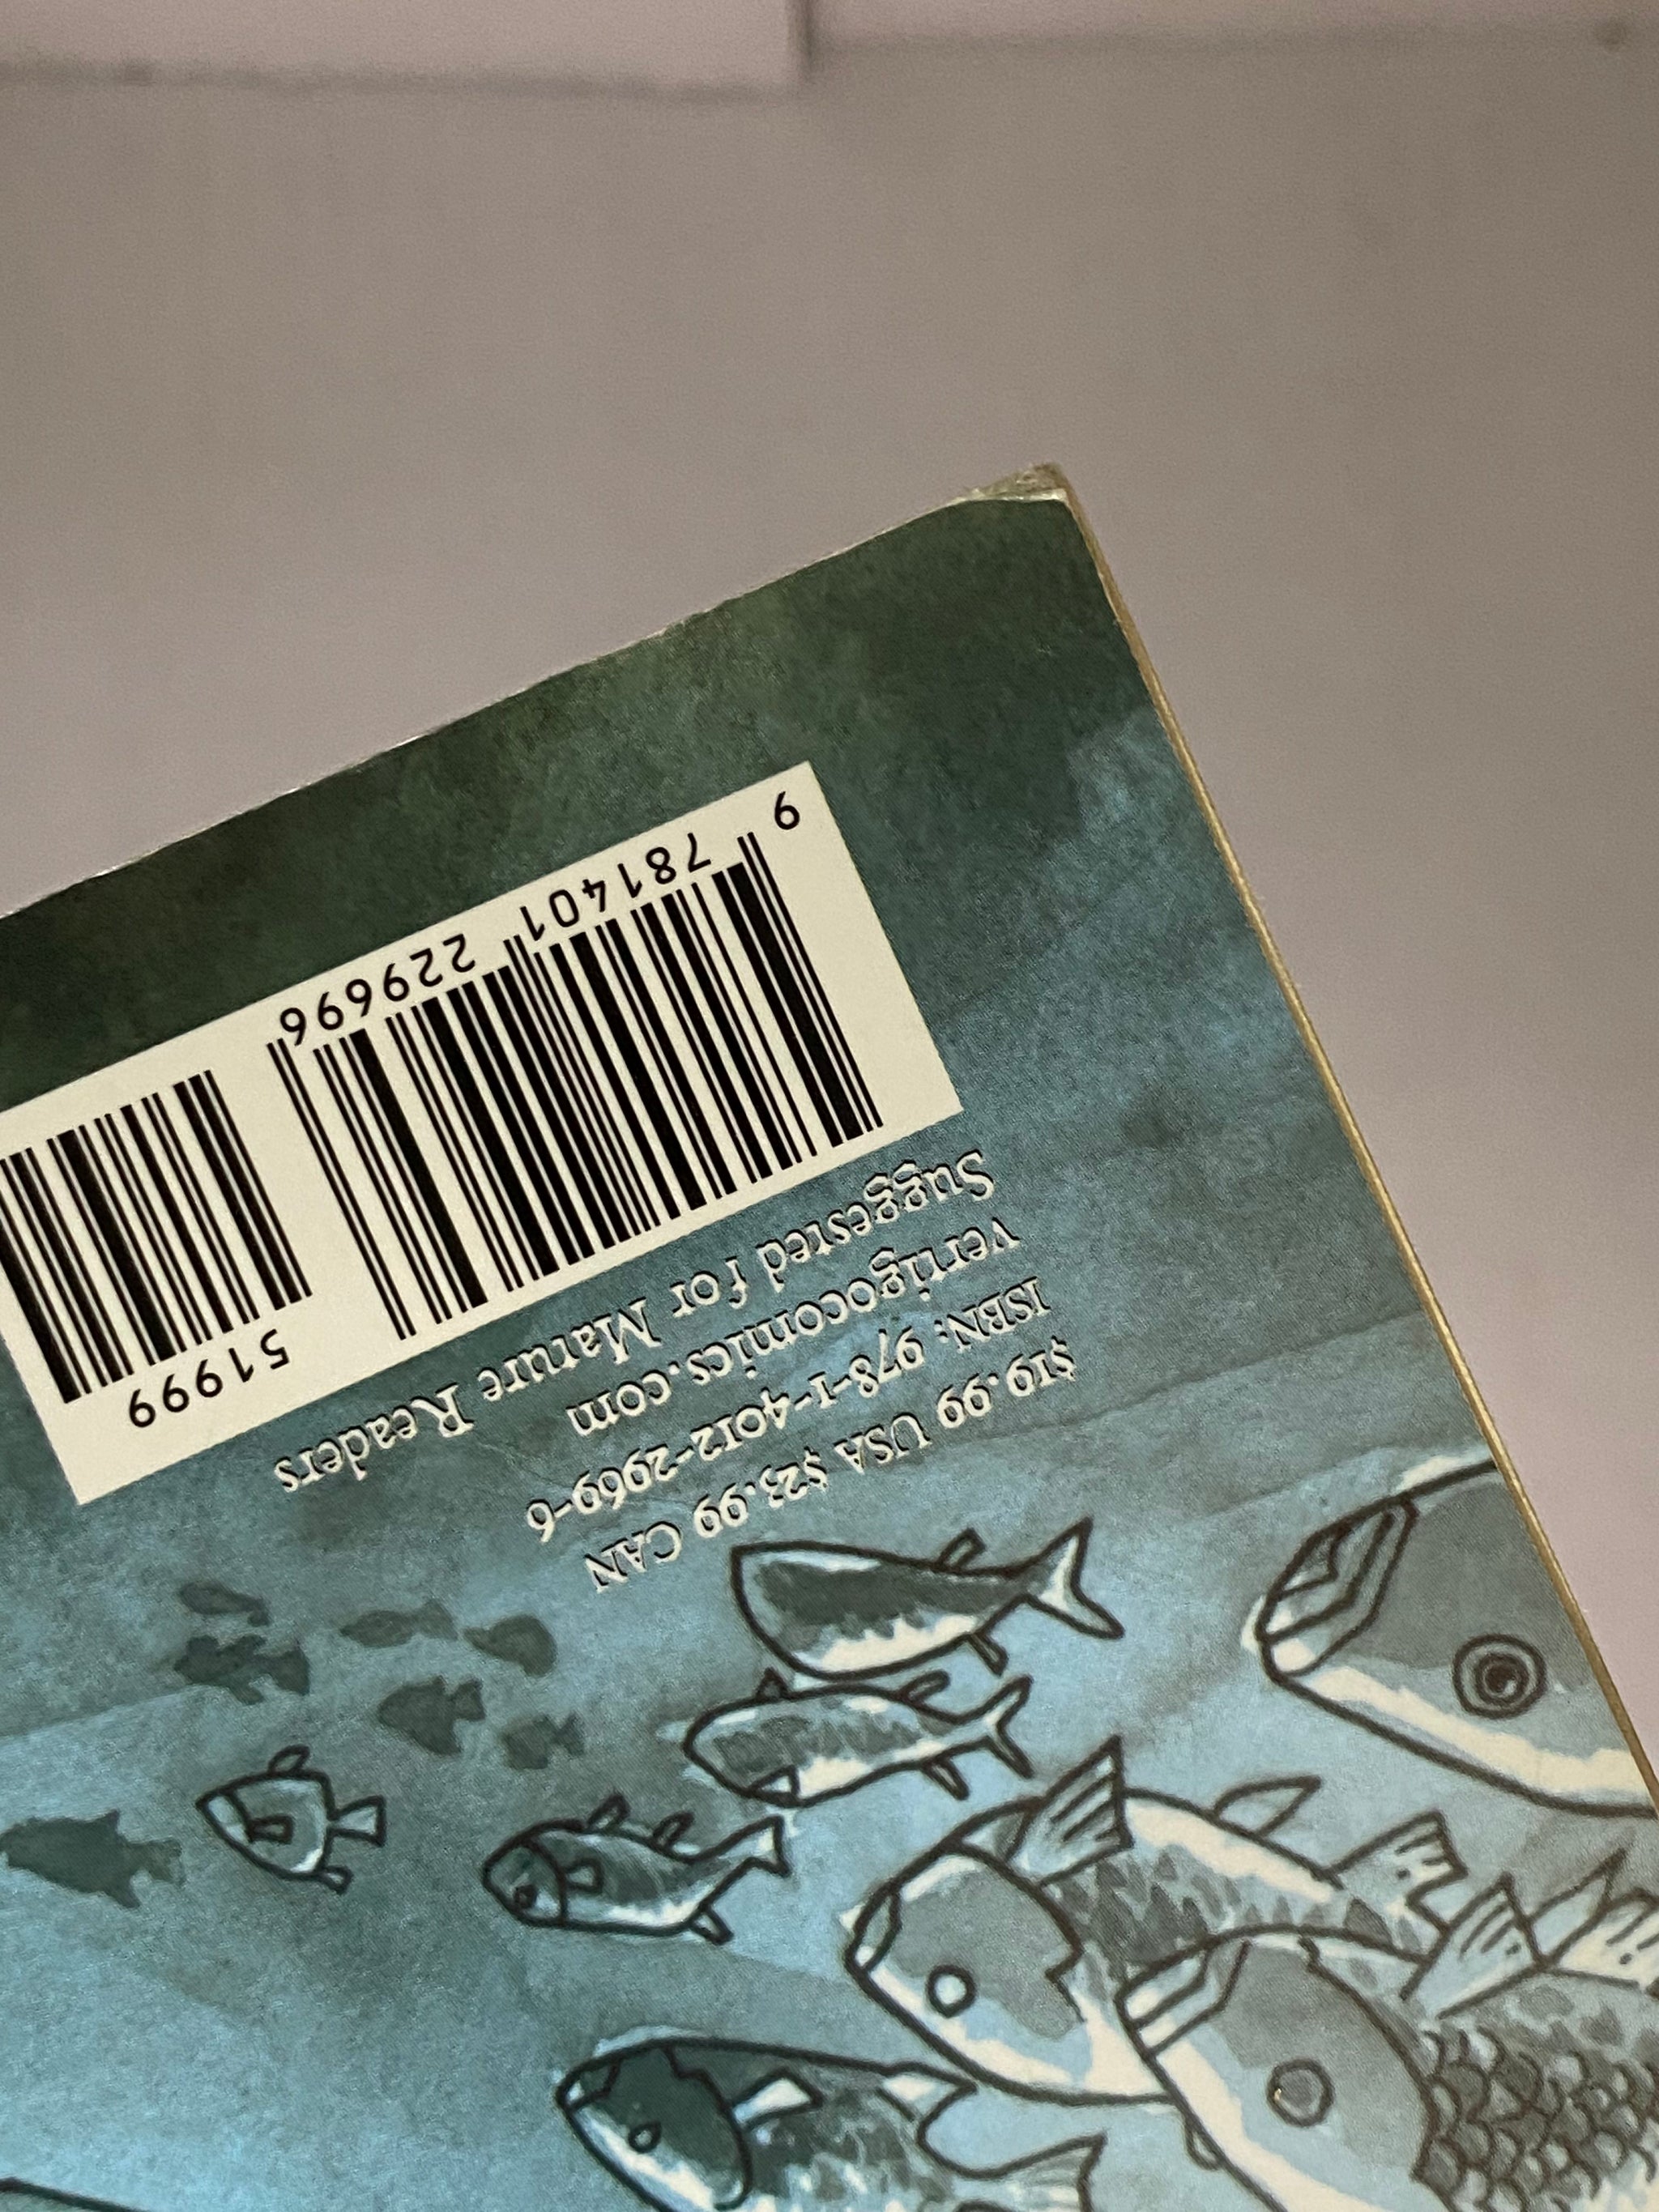 $19.99 USA $23.99 CAN
ISBN: 978-1-4012-2969-6
vertigocomics.com
Suggested for Mature Readers
51999
9 781401 229696